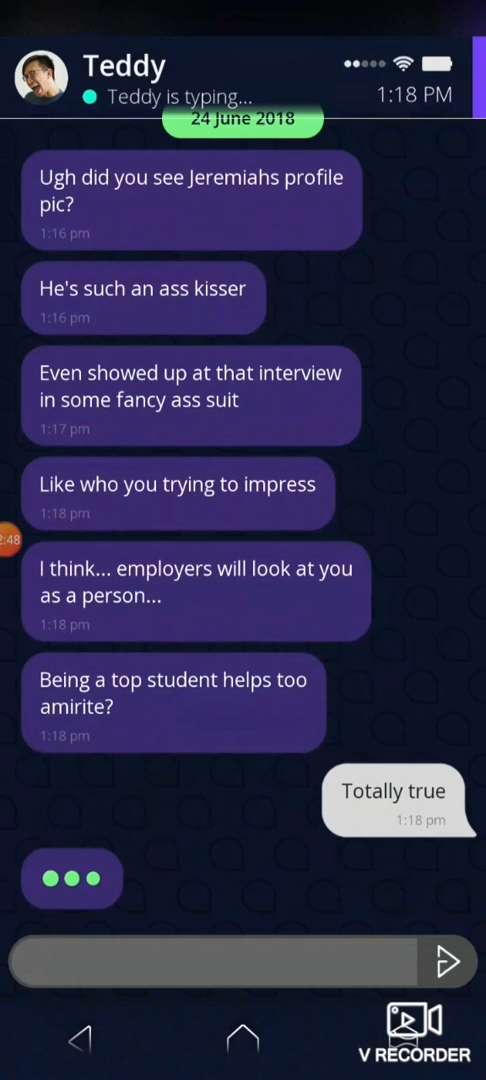 Teddy
Teddy is typing...
1:18 PM
24 June 2018
Ugh did you see Jeremiahs profile
pic?
1:16 pm
He's such an ass kisser
1:16 pm
Even showed up at that interview
in some fancy ass suit
1:17 pm
Like who you trying to impress
1:18 pm
2:48
I think... employers will look at you
as a person...
1:18 pm
Being a top student helps too
amirite?
1:18 pm
Totally true
1:18 pm
V RECORDER